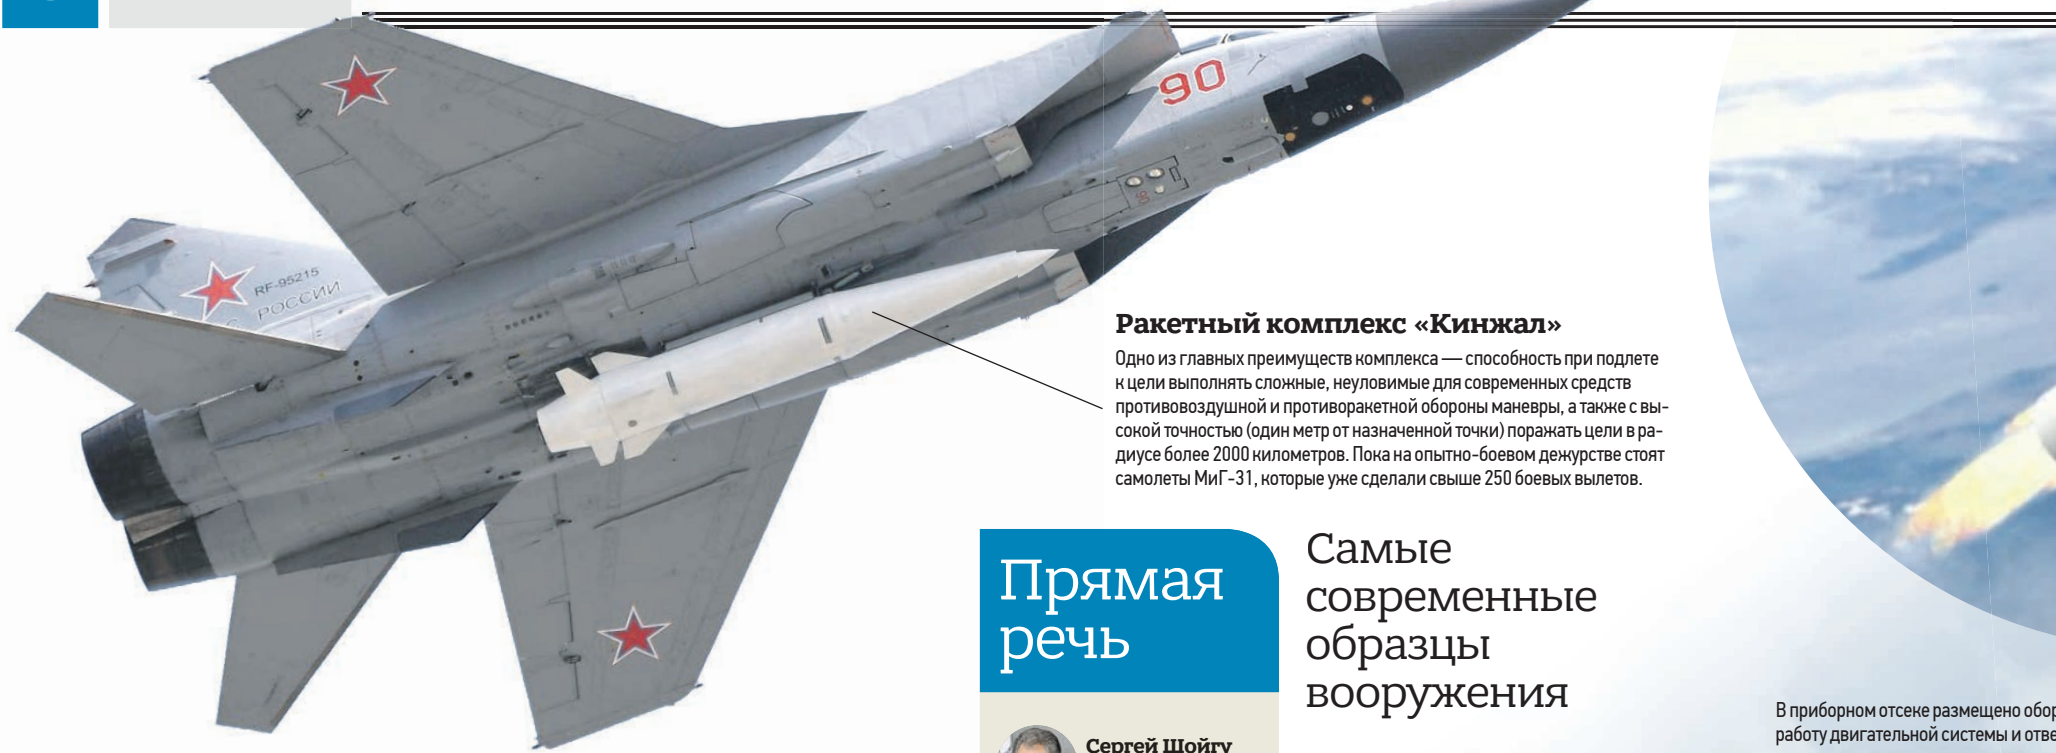 90
RF-95215
РОССИИ
Ракетный комплекс «Кинжал»
Одно из главных преимуществ комплекса — способность при подлете
к цели выполнять сложные, неуловимые для современных средств
противовоздушной и противоракетной обороны маневры, а также с вы-
сокой точностью (один метр от назначенной точки) поражать цели в ра-
диусе более 2000 километров. Пока на опытно-боевом дежурстве стоят
самолеты МиГ-31, которые уже сделали свыше 250 боевых вылетов.
Прямая
речь
Сергей Шойгу
Самые
современные
образцы
вооружения
В приборном отсеке размещено обор
работу двигательной системы и отве